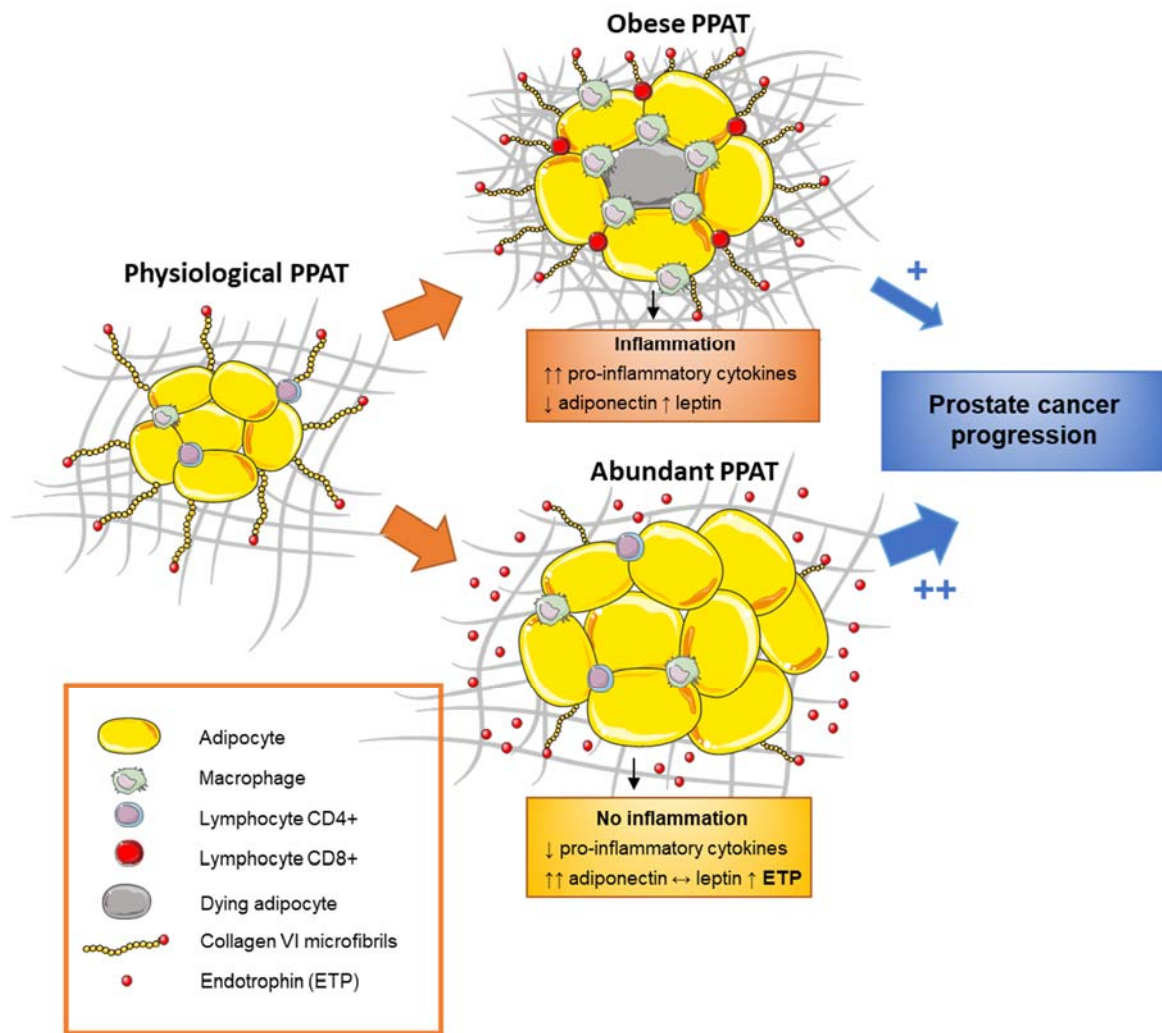 Obese PPAT
Physiological PPAT
+
Inflammation
↑↑ pro-inflammatory cytokines
↓ adiponectin ↑ leptin
Prostate cancer
progression
Abundant PPAT
++
No inflammation
↓ pro-inflammatory cytokines
↑↑ adiponectin ↔ leptin ↑ ETP
Adipocyte
Macrophage
Lymphocyte CD4+
Lymphocyte CD8+
Dying adipocyte
Collagen VI microfibrils
Endotrophin (ETP)